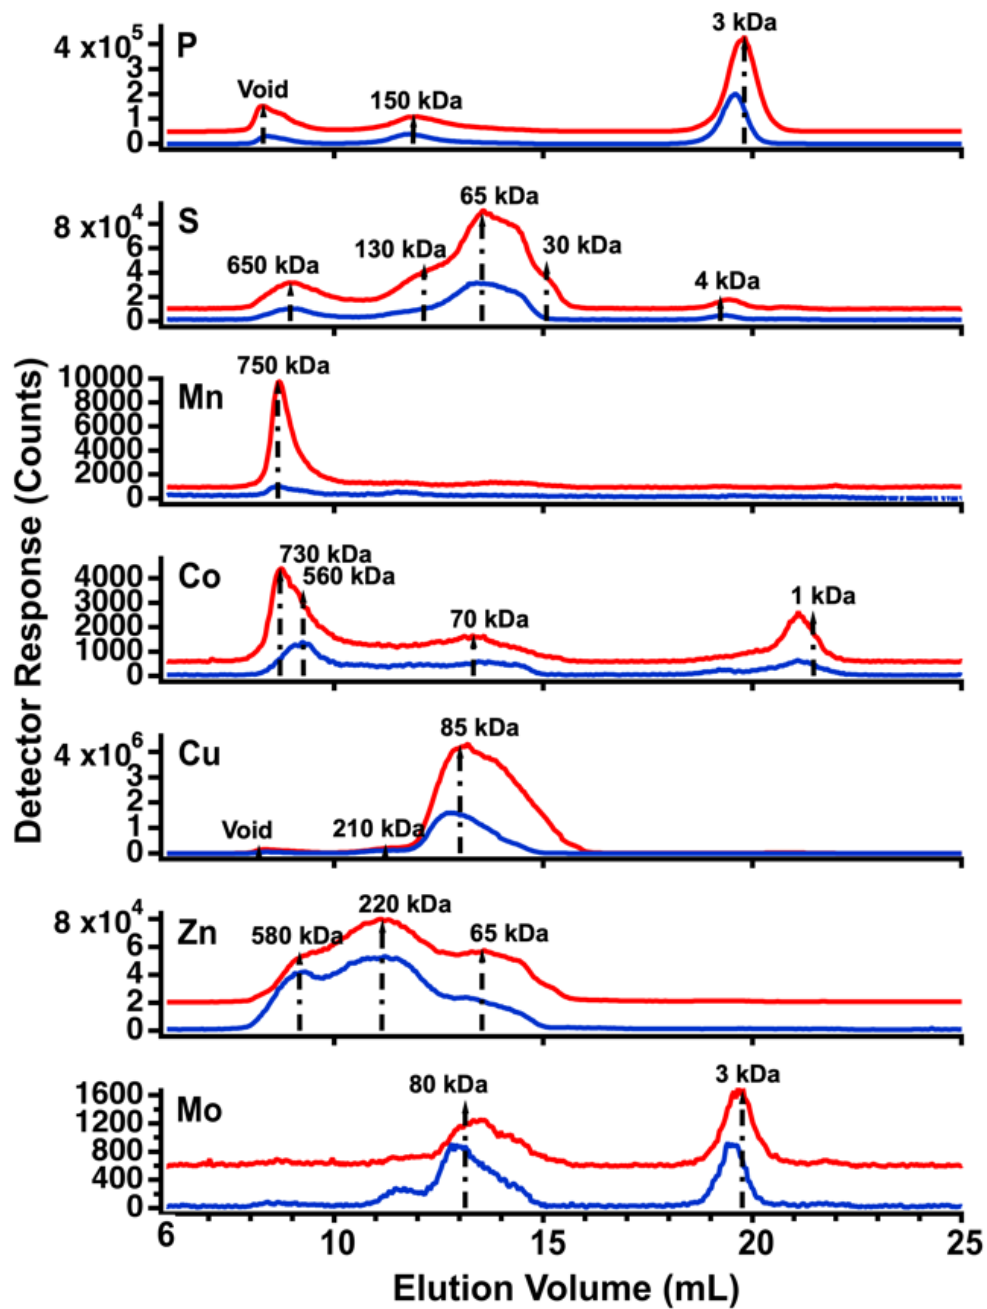 3 kDa
4 x10^5
P
3
Void
2
150 kDa
1
0
65 kDa
8 x10^4
S
6
130 kDa
30 kDa
650 kDa
4
4 kDa
2
0
750 kDa
10000
Mn
8000
6000
4000
2000
0
730 kDa
4000
Co
560 kDa
3000
1 kDa
2000
70 kDa
1000
0
85 kDa
4 x10^6
Cu
3
2
Void
210 kDa
1
0
220 kDa
8 x10^4
Zn
580 kDa
65 kDa
6
4
2
0
80 kDa
3 kDa
1600
Mo
1200
800
400
0
6 10 15 20 25
Elution Volume (mL)
Detector Response (Counts)